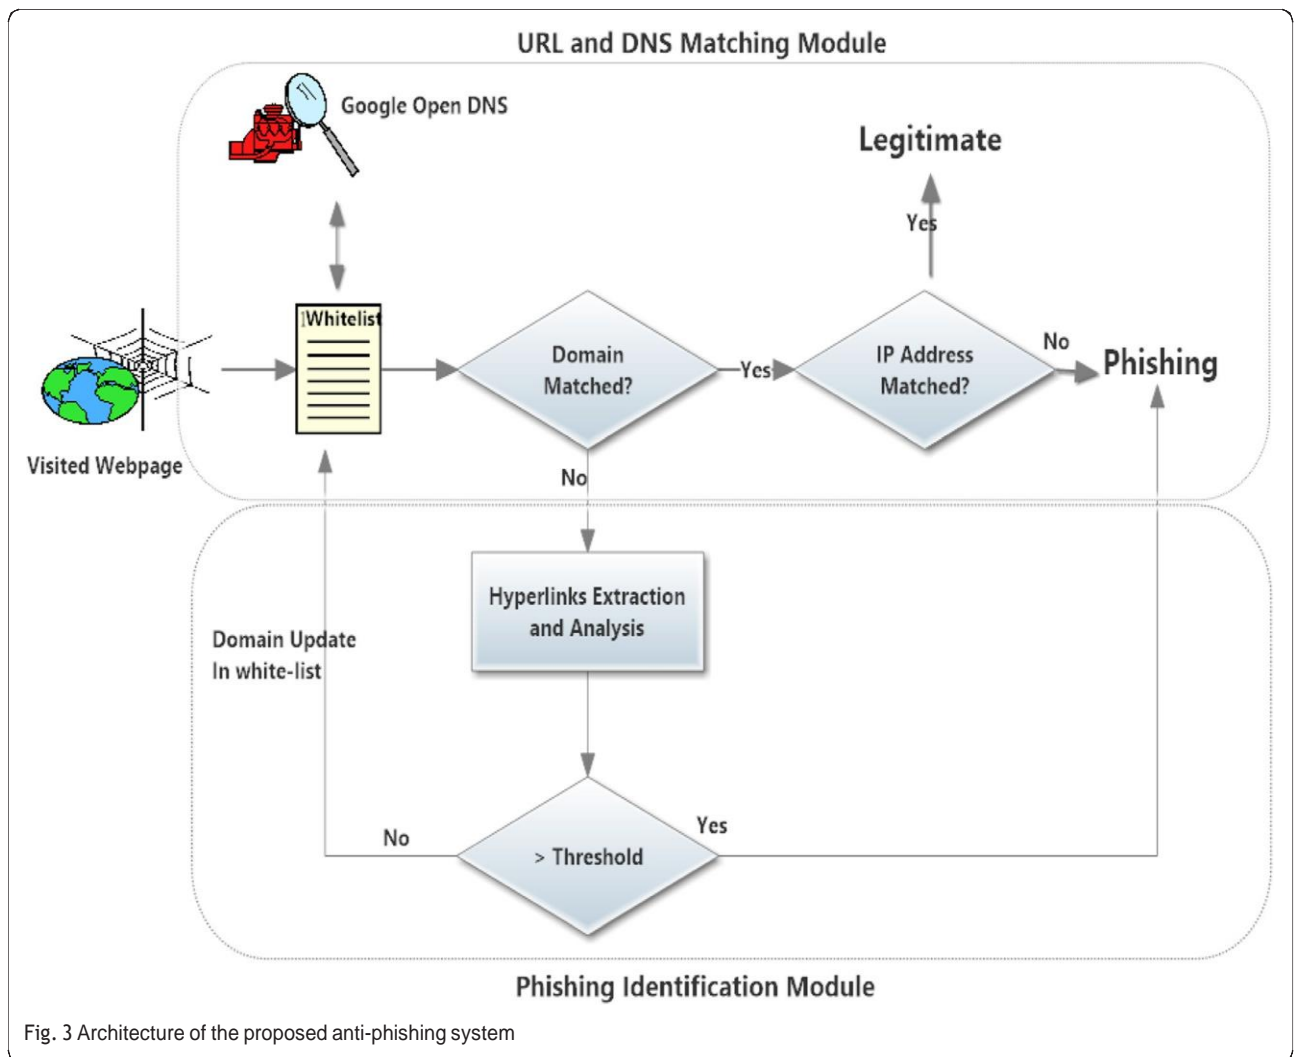 URL and DNS Matching Module
Google Open DNS
Legitimate
Yes
Whitelist
Domain
Matched?
Yes
IP Address
Matched?
No
Phishing
Visited Webpage
No
Hyperlinks Extraction
and Analysis
Domain Update
In white-list
No
> Threshold
Yes
Phishing Identification Module
Fig. 3 Architecture of the proposed anti-phishing system